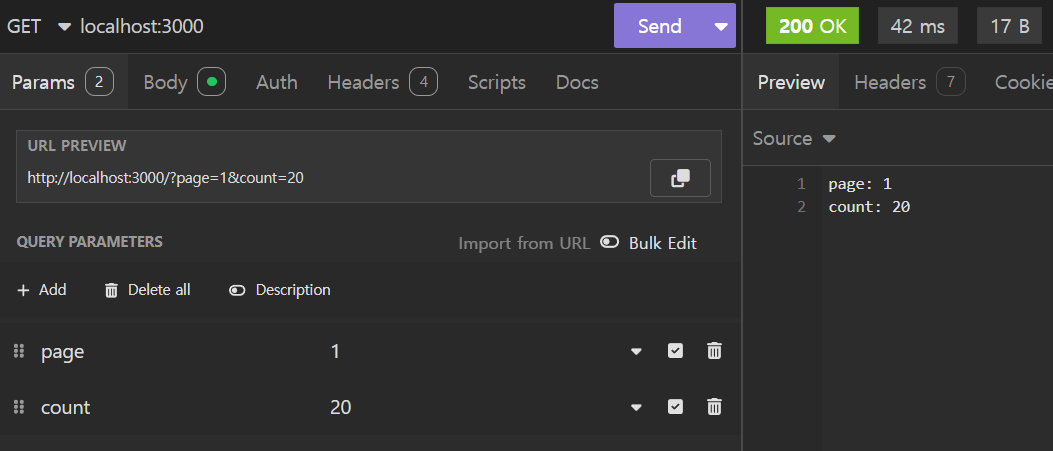 GET localhost:3000 Send
200 OK 42 ms 17 B
Params 2 Body Auth Headers 4 Scripts Docs
Preview Headers 7 Cookie
URL PREVIEW
http://localhost:3000/?page=1&count=20
Source
1 page: 1
2 count: 20
QUERY PARAMETERS Import from URL Bulk Edit
+ Add Delete all Description
page 1
count 20